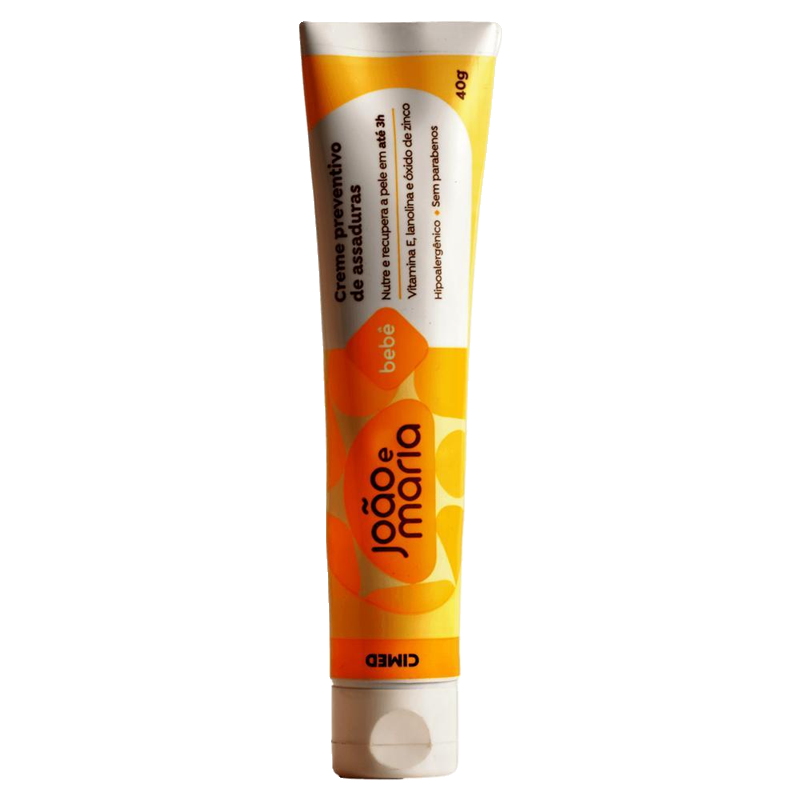 Creme preventivo
de assaduras
Nutre e recupera a pele em até 3h
Vitamina E, lanolina e óxido de zinco
Hipoalergênico • Sem parabenos
40g
bebê
João e
maria
CIMED